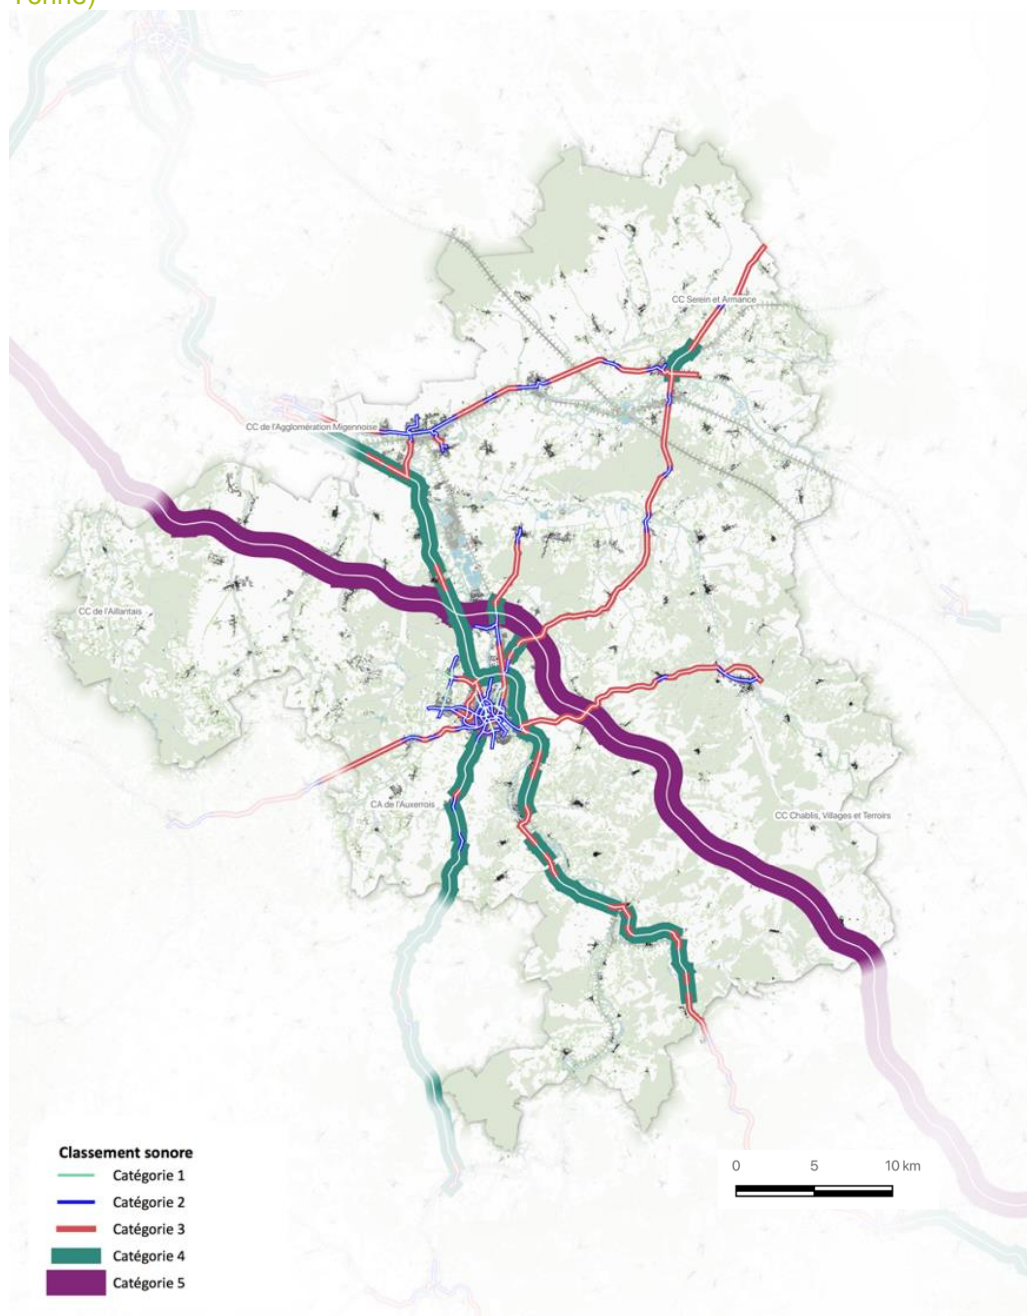 CC Serein et Armance
CC de l'Agglomération Migennoise
CC de l'Aillantais
CA de l'Auxerrois
CC Chablis, Villages et Terroirs
Classement sonore
Catégorie 1
Catégorie 2
Catégorie 3
Catégorie 4
Catégorie 5
0 5 10 km